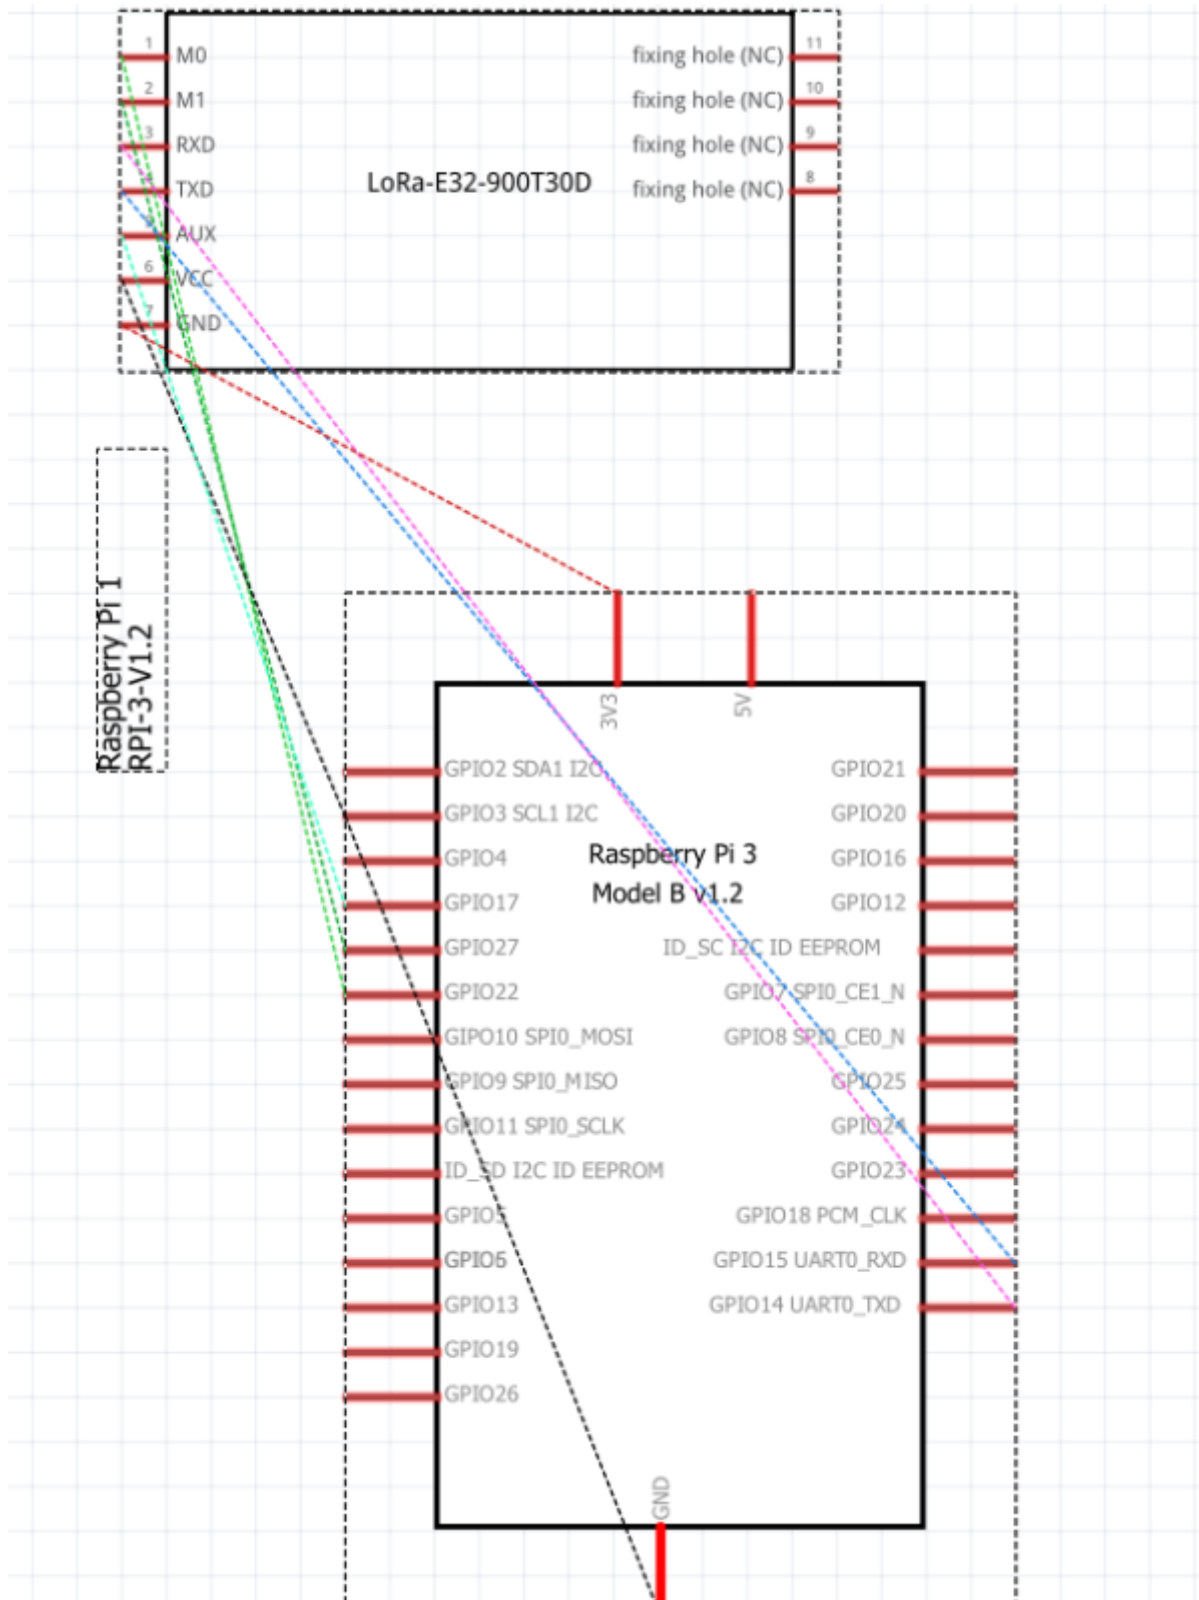 1 M0
2 M1
3 RXD
TXD
AUX
6 VCC
7 GND
fixing hole (NC) 11
fixing hole (NC) 10
fixing hole (NC) 9
fixing hole (NC) 8
LoRa-E32-900T30D
Raspberry Pi 1
RPI-3-V1.2
3V3
5V
GPIO2 SDA1 I2C
GPIO3 SCL1 I2C
GPIO4
GPIO17
GPIO27
GPIO22
GIPO10 SPI0_MOSI
GPIO9 SPI0_MISO
GPIO11 SPI0_SCLK
ID_SD I2C ID EEPROM
GPIO5
GPIO6
GPIO13
GPIO19
GPIO26
Raspberry Pi 3
Model B v1.2
GPIO21
GPIO20
GPIO16
GPIO12
ID_SC I2C ID EEPROM
GPIO7 SPI0_CE1_N
GPIO8 SPI0_CE0_N
GPIO25
GPIO24
GPIO23
GPIO18 PCM_CLK
GPIO15 UART0_RXD
GPIO14 UART0_TXD
GND